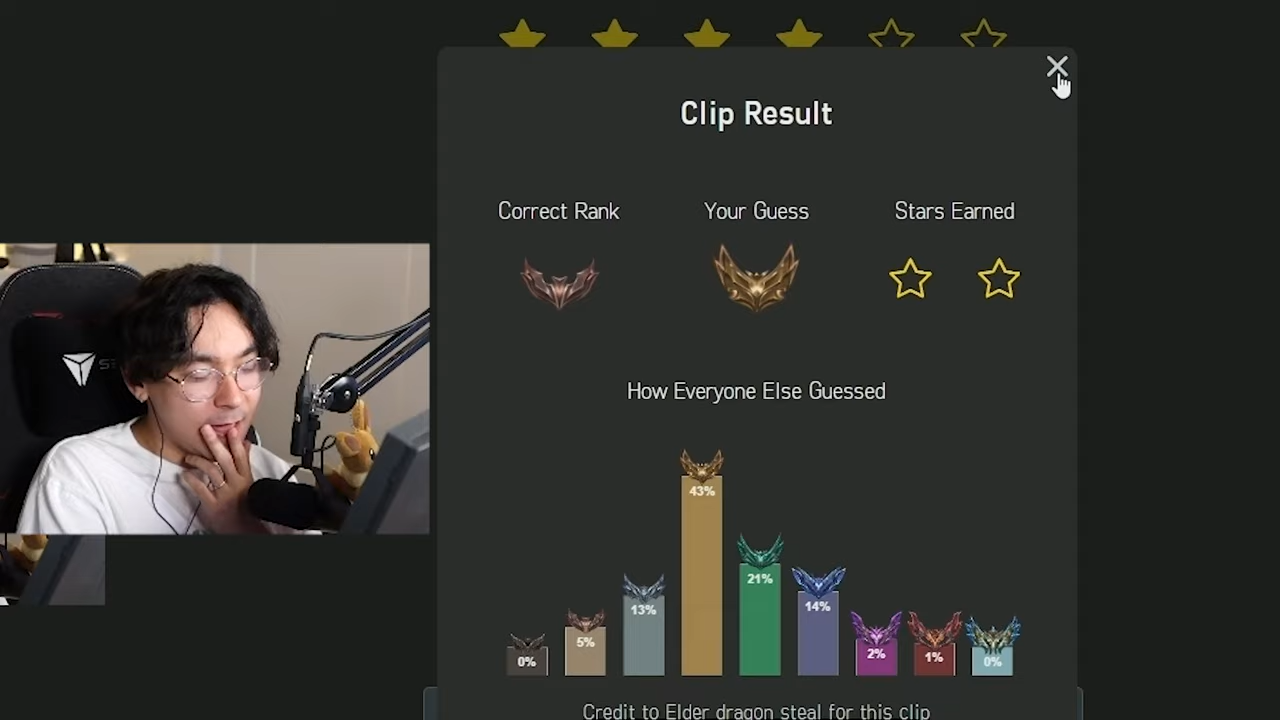 Clip Result
Correct Rank
Your Guess
Stars Earned
How Everyone Else Guessed
43%
21%
14%
13%
5%
2%
1%
0%
0%
Credit to Elder dragon steal for this clip